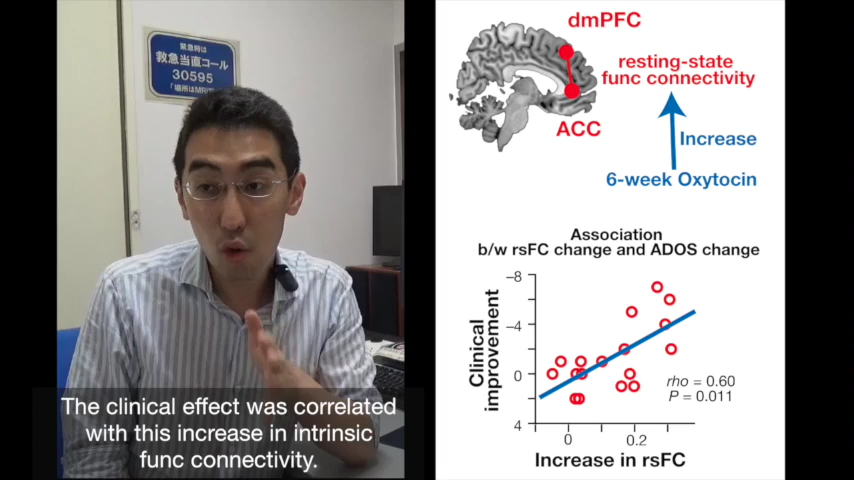 緊急時は
救急当直コール
30595
dmPFC
resting-state
func connectivity
ACC
Increase
6-week Oxytocin
Association
b/w rsFC change and ADOS change
Clinical
improvement
-8
-4
0
4
rho = 0.60
P = 0.011
0
0.2
Increase in rsFC
The clinical effect was correlated
with this increase in intrinsic
func connectivity.